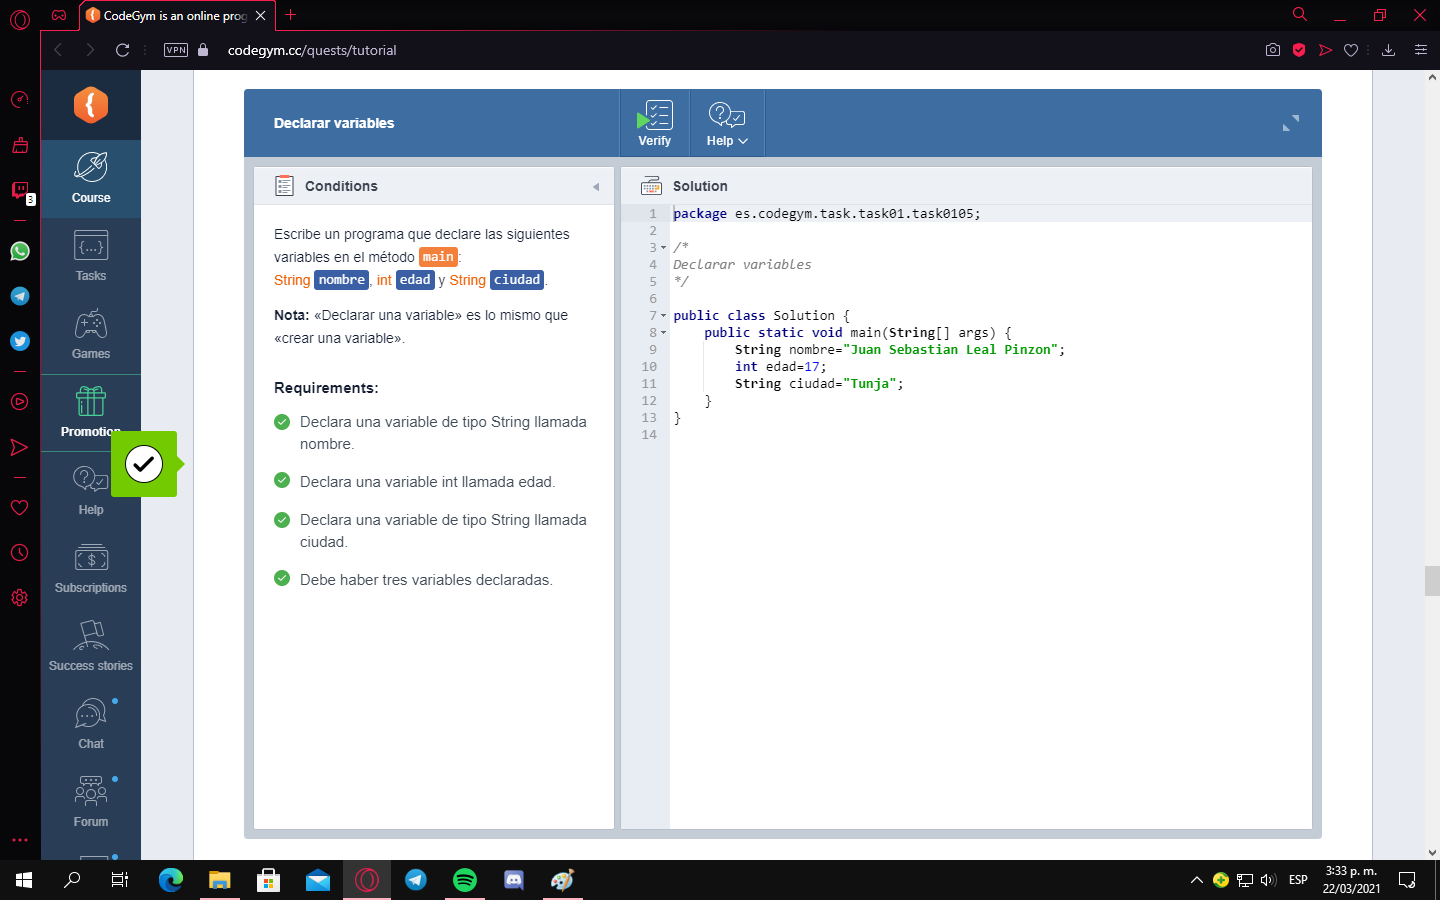 CodeGym is an online prog
VPN
codegym.cc/quests/tutorial
3
Course
Tasks
Games
Promotion
Help
Subscriptions
Success stories
Chat
Forum
Declarar variables
Verify
Help
Conditions
Escribe un programa que declare las siguientes
variables en el método main:
String nombre, int edad y String ciudad.
Nota: «Declarar una variable» es lo mismo que
«crear una variable».
Requirements:
Declara una variable de tipo String llamada
nombre.
Declara una variable int llamada edad.
Declara una variable de tipo String llamada
ciudad.
Debe haber tres variables declaradas.
Solution
1 package es.codegym.task.task01.task0105;
2
3 /*
4 Declarar variables
5 */
6
7 public class Solution {
8 public static void main(String[] args) {
9 String nombre="Juan Sebastian Leal Pinzon";
10 int edad=17;
11 String ciudad="Tunja";
12 }
13 }
14
ESP
3:33 p. m.
22/03/2021